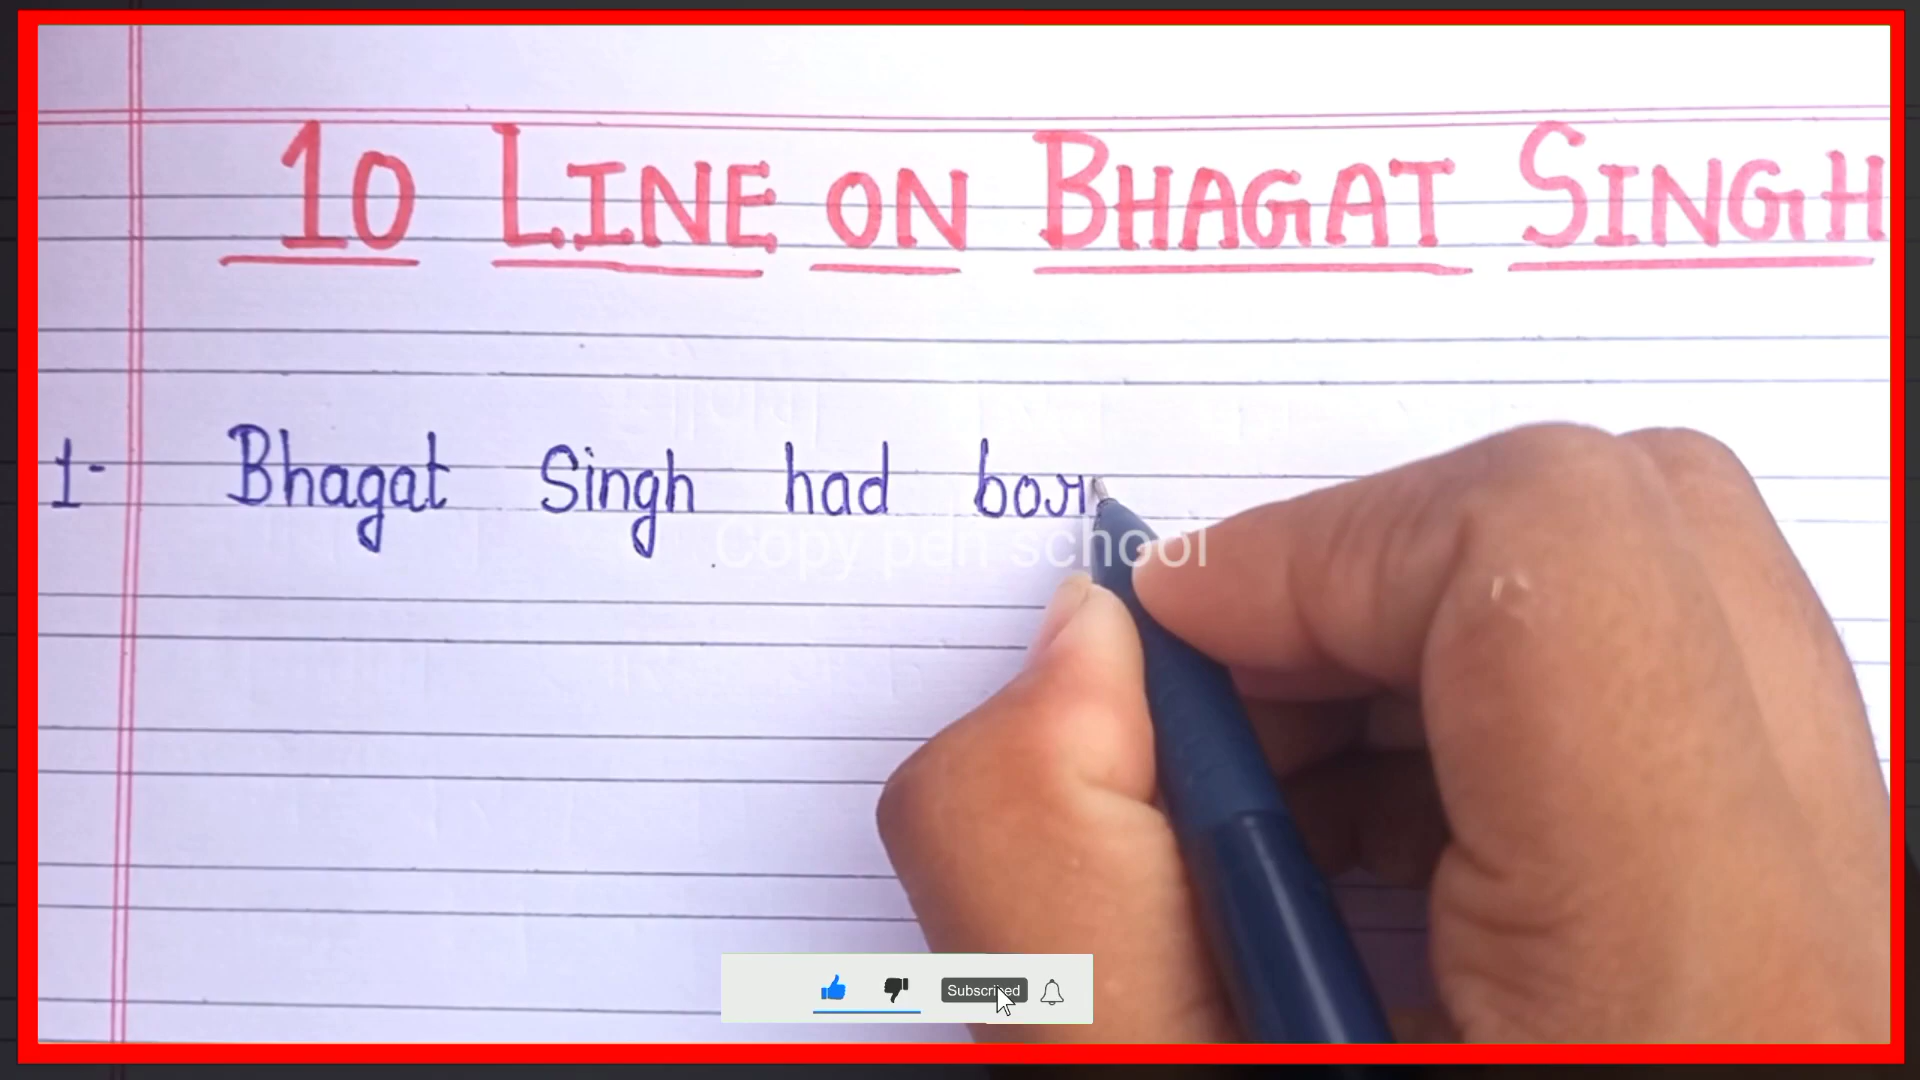 10 LINE ON BHAGAT SINGH
1- Bhagat Singh had bor
Copy pen school
Subscribed